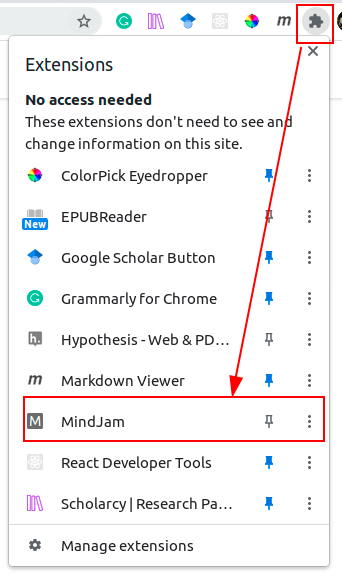 Extensions
No access needed
These extensions don't need to see and
change information on this site.
ColorPick Eyedropper
EPUBReader
New
Google Scholar Button
Grammarly for Chrome
h.
Hypothesis - Web & PD…
m
Markdown Viewer
M
MindJam
React Developer Tools
Scholarcy | Research Pa…
Manage extensions